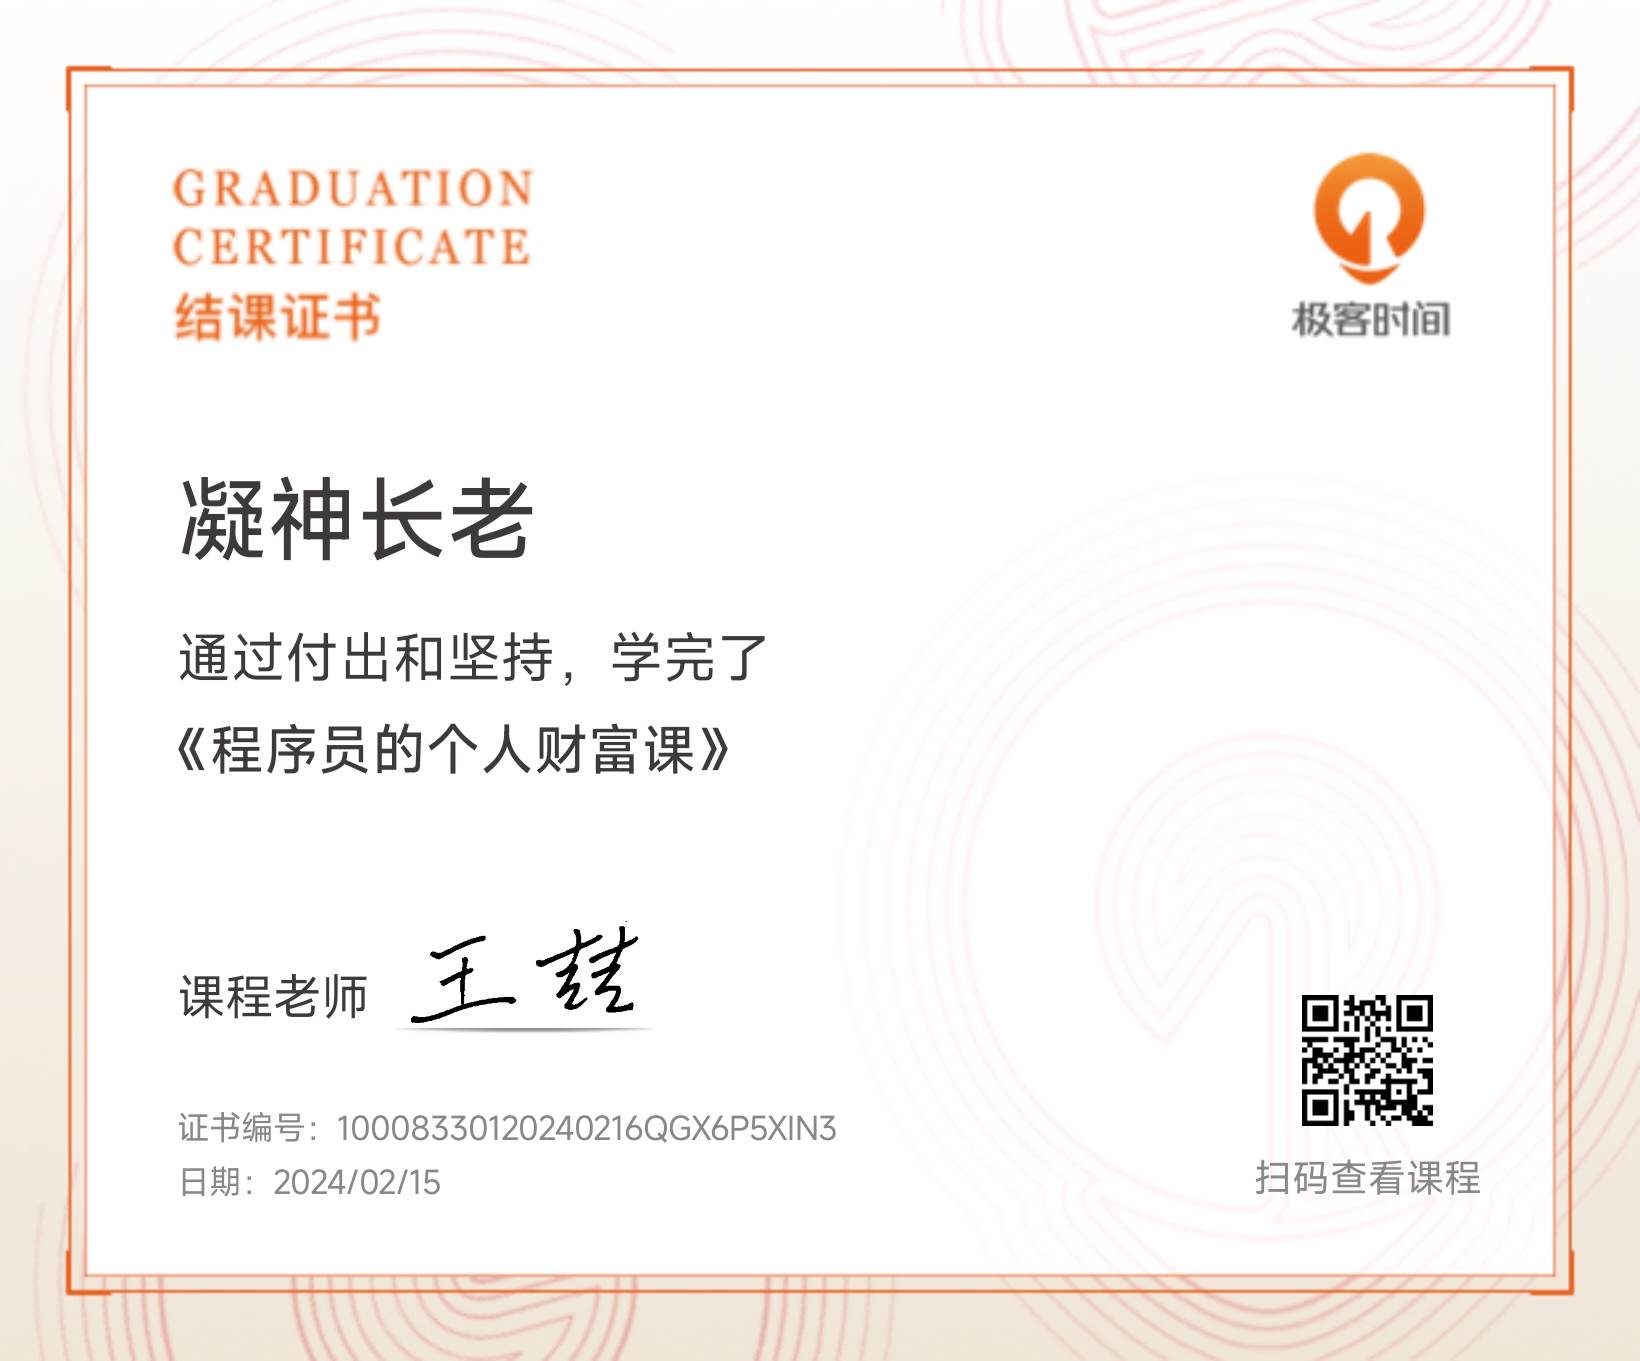 GRADUATION
CERTIFICATE
结课证书
极客时间
凝神长老
通过付出和坚持，学完了
《程序员的个人财富课》
课程老师 王喆
证书编号：10008330120240216QGX6P5XIN3
日期：2024/02/15
扫码查看课程